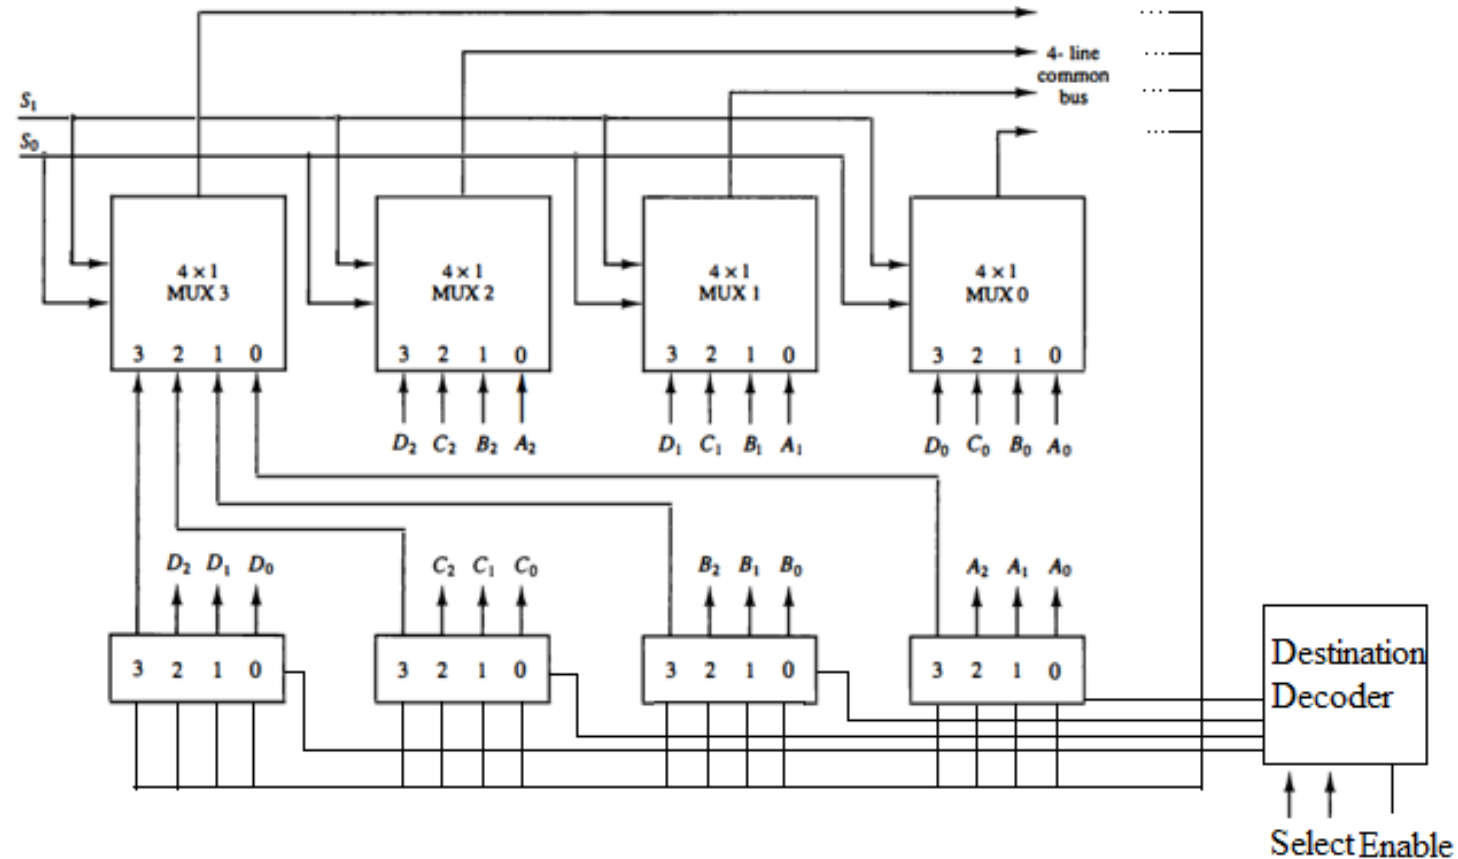 4- line
common
bus
S₁
S₀
4 × 1
MUX 3
3 2 1 0
4 × 1
MUX 2
3 2 1 0
4 × 1
MUX 1
3 2 1 0
4 × 1
MUX 0
3 2 1 0
D₂ C₂ B₂ A₂
D₁ C₁ B₁ A₁
D₀ C₀ B₀ A₀
D₂ D₁ D₀
C₂ C₁ C₀
B₂ B₁ B₀
A₂ A₁ A₀
3 2 1 0
3 2 1 0
3 2 1 0
3 2 1 0
Destination
Decoder
Select Enable